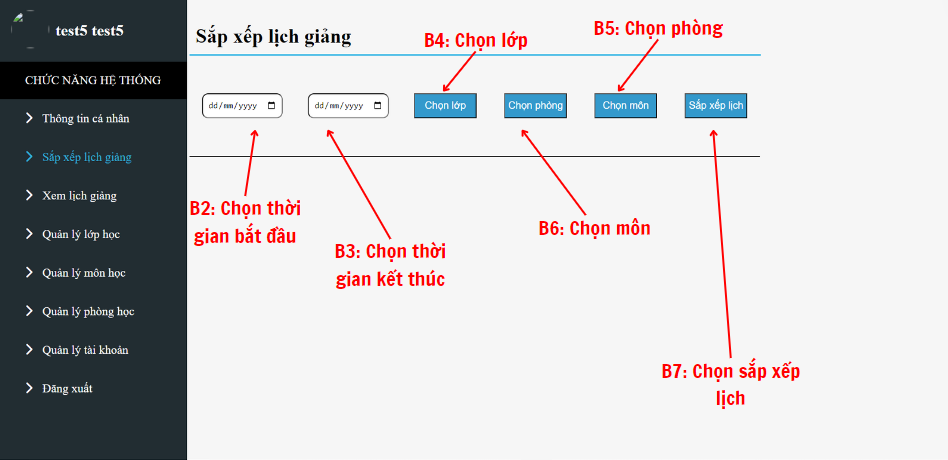 test5 test5
CHỨC NĂNG HỆ THỐNG
Thông tin cá nhân
Sắp xếp lịch giảng
Xem lịch giảng
Quản lý lớp học
Quản lý môn học
Quản lý phòng học
Quản lý tài khoản
Đăng xuất
Sắp xếp lịch giảng
B4: Chọn lớp
B5: Chọn phòng
dd/mm/yyyy
dd/mm/yyyy
Chọn lớp
Chọn phòng
Chọn môn
Sắp xếp lịch
B2: Chọn thời
gian bắt đầu
B3: Chọn thời
gian kết thúc
B6: Chọn môn
B7: Chọn sắp xếp
lịch